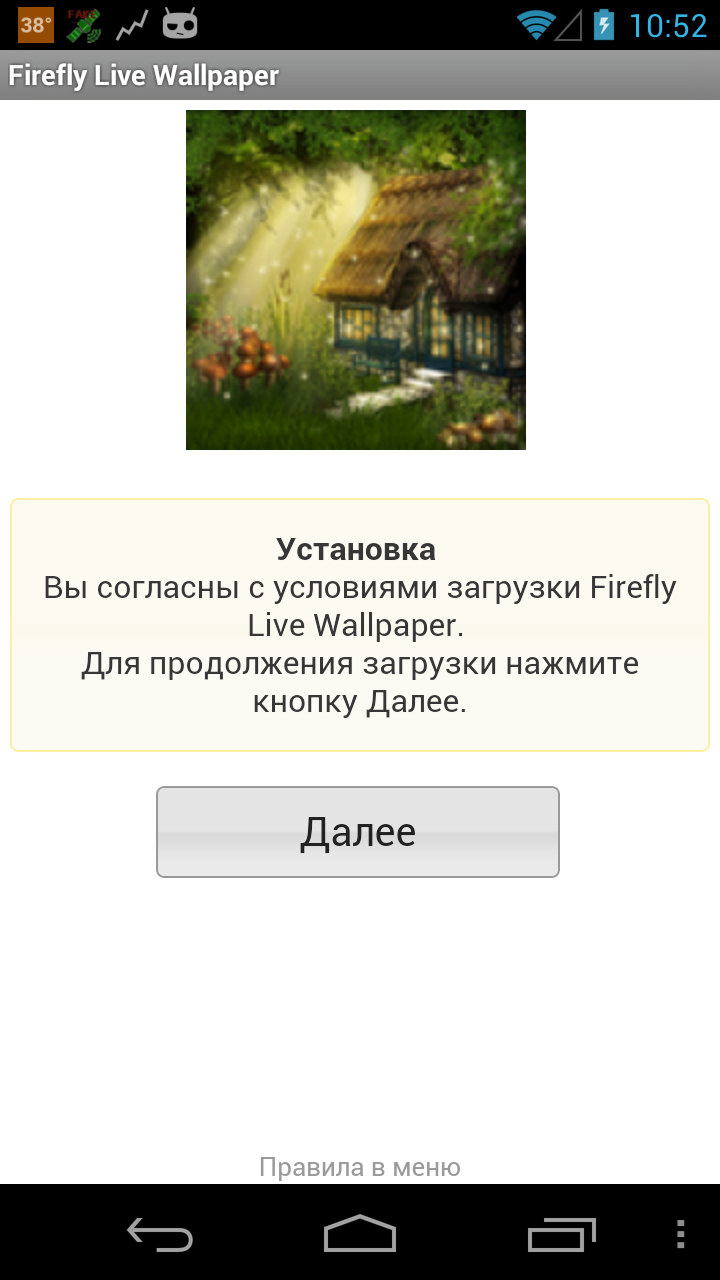 38°
FAKE
10:52
Firefly Live Wallpaper
Установка
Вы согласны с условиями загрузки Firefly
Live Wallpaper.
Для продолжения загрузки нажмите
кнопку Далее.
Далее
Правила в меню